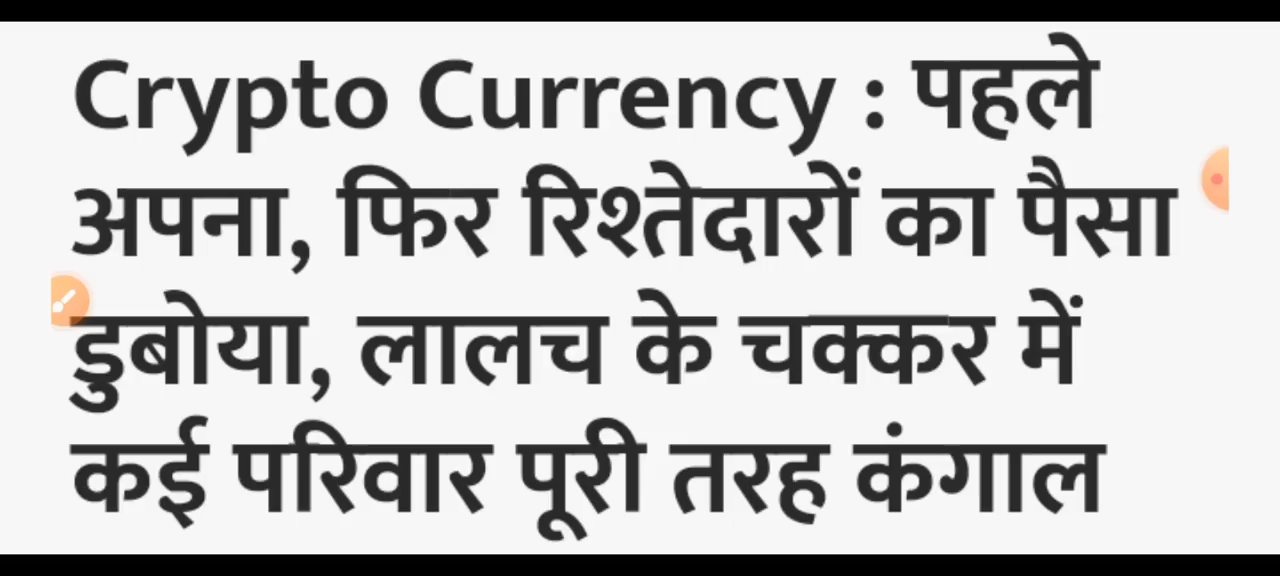 Crypto Currency : पहले
अपना, फिर रिश्तेदारों का पैसा
डुबोया, लालच के चक्कर में
कई परिवार पूरी तरह कंगाल